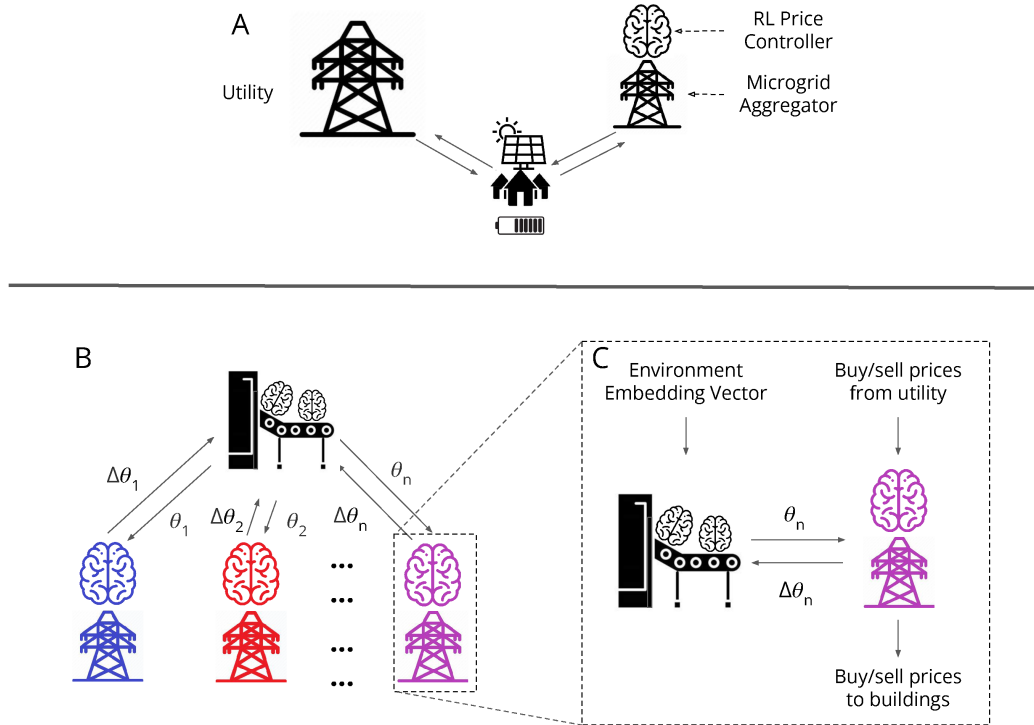 A
Utility
RL Price
Controller
Microgrid
Aggregator
B
Δθ1
θ1
Δθ2
θ2
Δθn
θn
...
...
...
...
C
Environment
Embedding Vector
Buy/sell prices
from utility
θn
Δθn
Buy/sell prices
to buildings